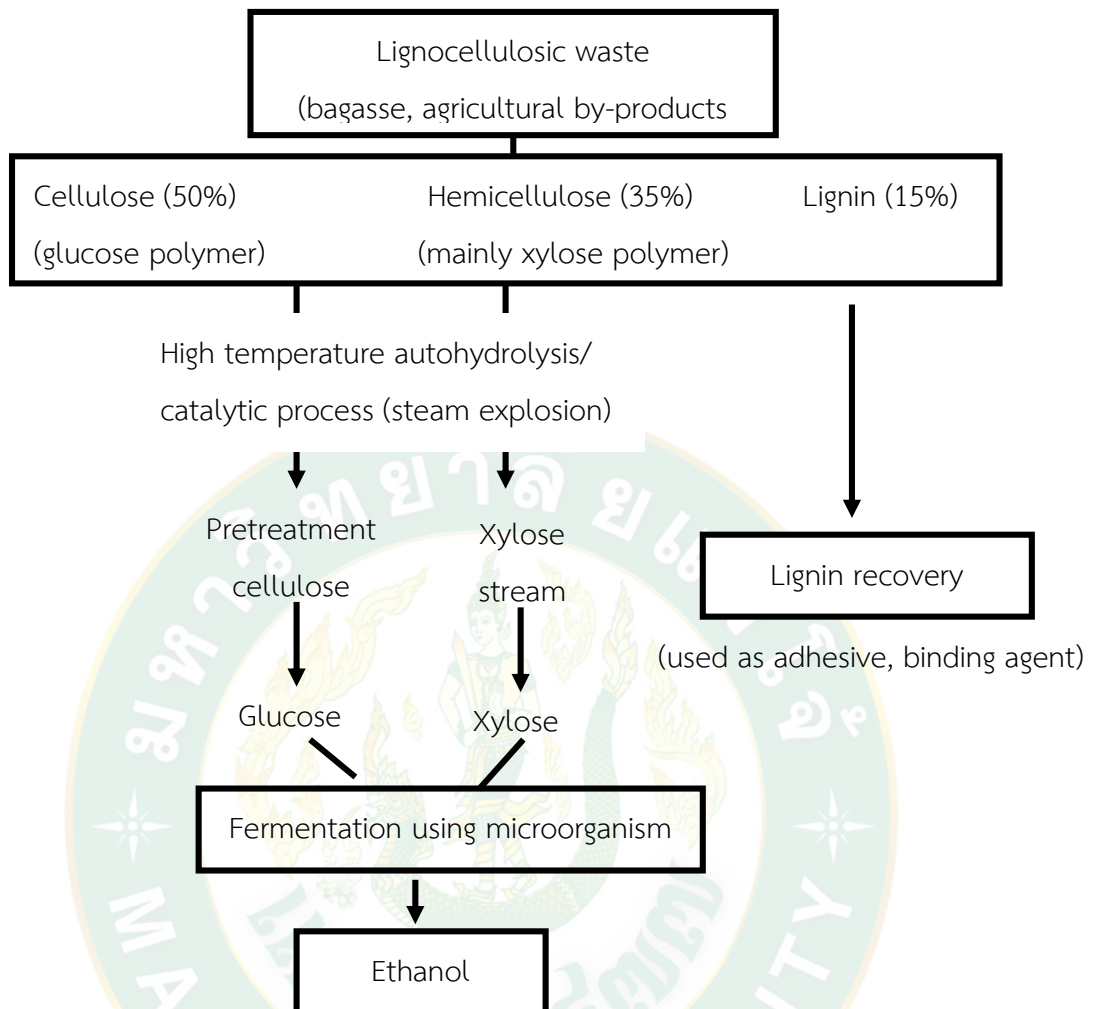 Lignocellulosic waste
(bagasse, agricultural by-products
Cellulose (50%) Hemicellulose (35%) Lignin (15%)
(glucose polymer) (mainly xylose polymer)
High temperature autohydrolysis/
catalytic process (steam explosion)
Pretreatment
cellulose
Xylose
stream
Lignin recovery
(used as adhesive, binding agent)
Glucose Xylose
Fermentation using microorganism
Ethanol